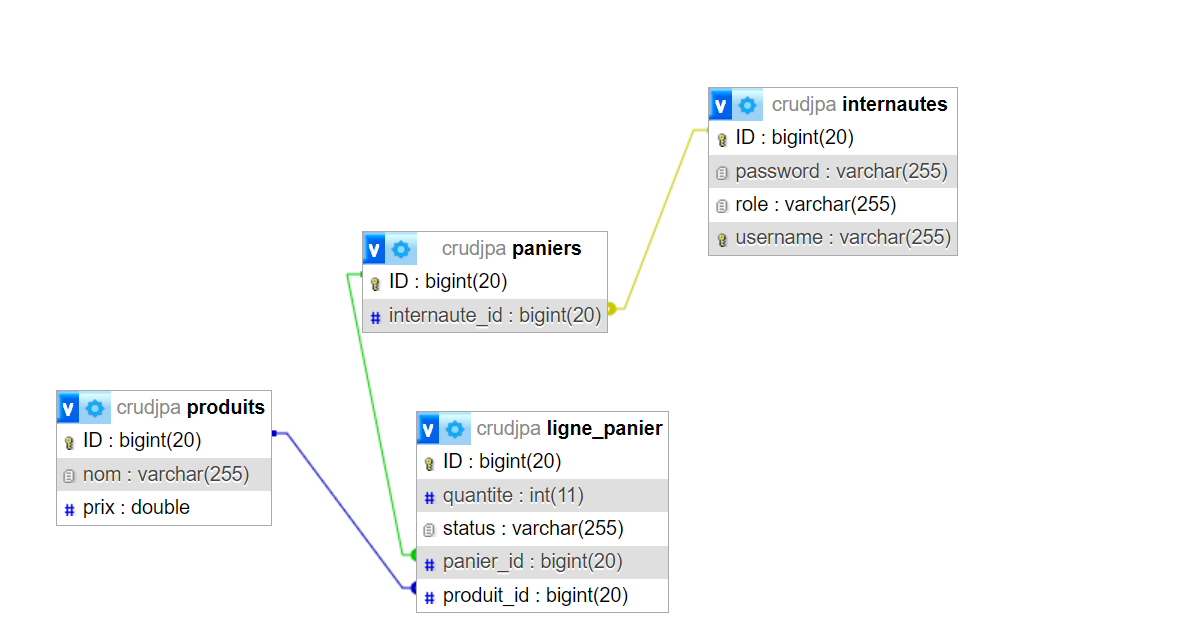 v crudjpa internautes
ID : bigint(20)
password : varchar(255)
role : varchar(255)
username : varchar(255)
v crudjpa paniers
ID : bigint(20)
# internaute_id : bigint(20)
v crudjpa produits
ID : bigint(20)
nom : varchar(255)
# prix : double
v crudjpa ligne_panier
ID : bigint(20)
# quantite : int(11)
status : varchar(255)
# panier_id : bigint(20)
# produit_id : bigint(20)